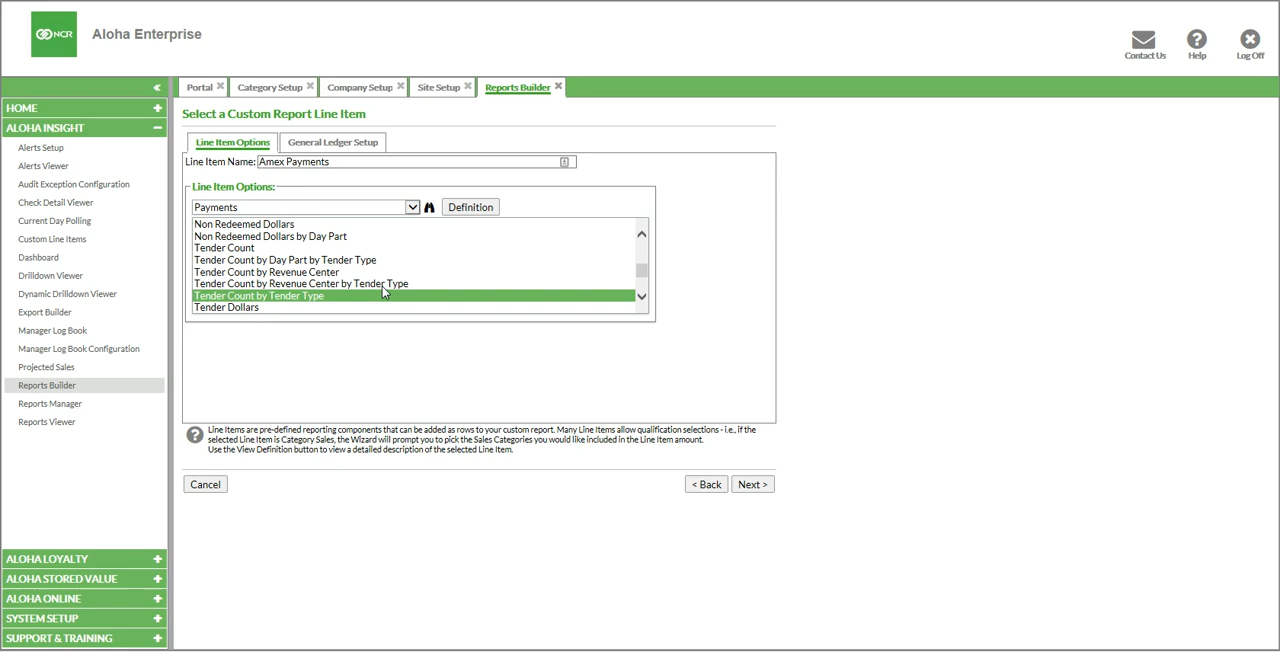 NCR
Aloha Enterprise
Contact Us
Help
Log Off
«
Portal
Category Setup
Company Setup
Site Setup
Reports Builder
HOME
ALOHA INSIGHT
Alerts Setup
Alerts Viewer
Audit Exception Configuration
Check Detail Viewer
Current Day Polling
Custom Line Items
Dashboard
Drilldown Viewer
Dynamic Drilldown Viewer
Export Builder
Manager Log Book
Manager Log Book Configuration
Projected Sales
Reports Builder
Reports Manager
Reports Viewer
ALOHA LOYALTY
ALOHA STORED VALUE
ALOHA ONLINE
SYSTEM SETUP
SUPPORT & TRAINING
Select a Custom Report Line Item
Line Item Options
General Ledger Setup
Line Item Name: Amex Payments
Line Item Options:
Payments
Definition
Non Redeemed Dollars
Non Redeemed Dollars by Day Part
Tender Count
Tender Count by Day Part by Tender Type
Tender Count by Revenue Center
Tender Count by Revenue Center by Tender Type
Tender Count by Tender Type
Tender Dollars
Line Items are pre-defined reporting components that can be added as rows to your custom report. Many Line Items allow qualification selections - i.e., if the
selected Line Item is Category Sales, the Wizard will prompt you to pick the Sales Categories you would like included in the Line Item amount.
Use the View Definition button to view a detailed description of the selected Line Item.
Cancel
< Back
Next >